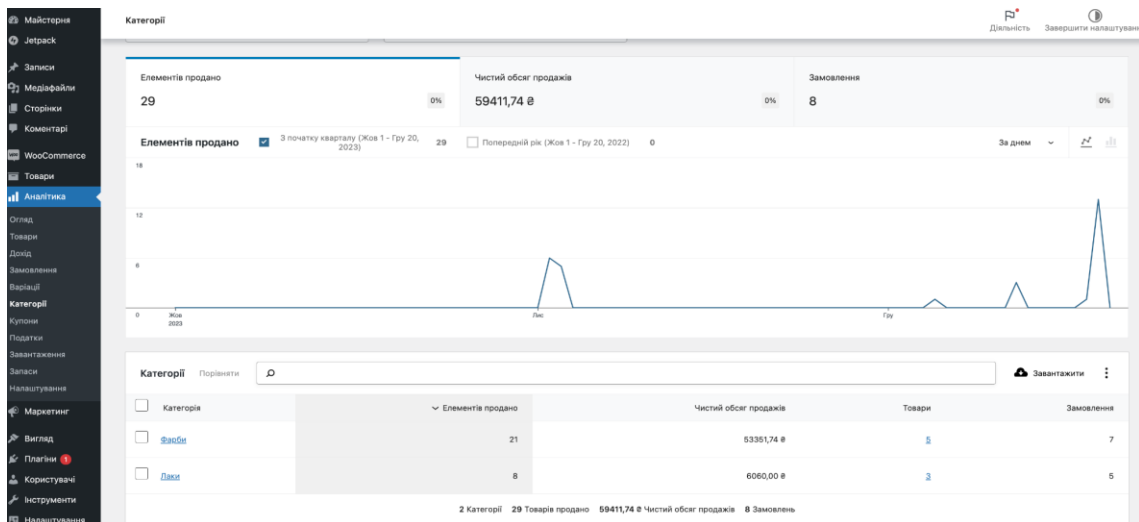 Майстерня
Jetpack
Записи
Медіафайли
Сторінки
Коментарі
WooCommerce
Товари
Аналітика
Огляд
Товари
Дохід
Замовлення
Варіації
Категорії
Купони
Податки
Завантаження
Запаси
Налаштування
Маркетинг
Вигляд
Плагіни 1
Користувачі
Інструменти
Налаштування
Категорії
Діяльність
Завершити налаштуванн
Елементів продано
29 0%
Чистий обсяг продажів
59411,74 ₴ 0%
Замовлення
8 0%
Елементів продано
З початку кварталу (Жов 1 - Гру 20, 2023) 29
Попередній рік (Жов 1 - Гру 20, 2022) 0
За днем
18
12
6
0
Жов
2023
Лис
Гру
Категорії Порівняти
Завантажити
Категорія Елементів продано Чистий обсяг продажів Товари Замовлення
Фарби 21 53351,74 ₴ 5 7
Лаки 8 6060,00 ₴ 3 5
2 Категорії 29 Товарів продано 59411,74 ₴ Чистий обсяг продажів 8 Замовлень